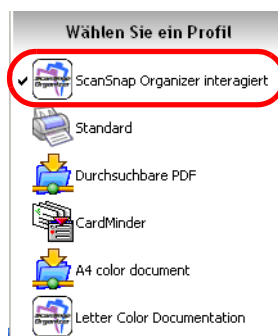 Wählen Sie ein Profil
ScanSnap Organizer interagiert
Standard
Durchsuchbare PDF
CardMinder
A4 color document
Letter Color Documentation